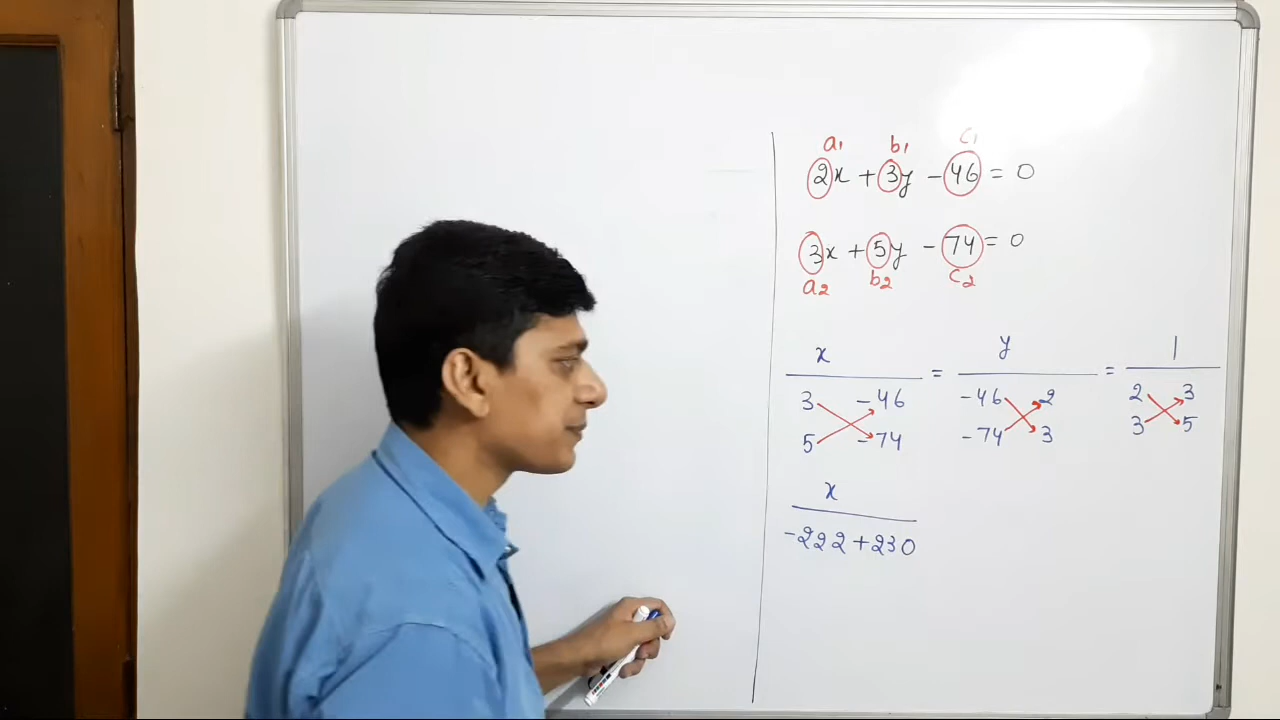 a1 b1 c1
2x + 3y - 46 = 0
3x + 5y - 74 = 0
a2 b2 c2
x = y = 1
3 -46 -46 2 2 3
5 -74 -74 3 3 5
x
-222 + 230